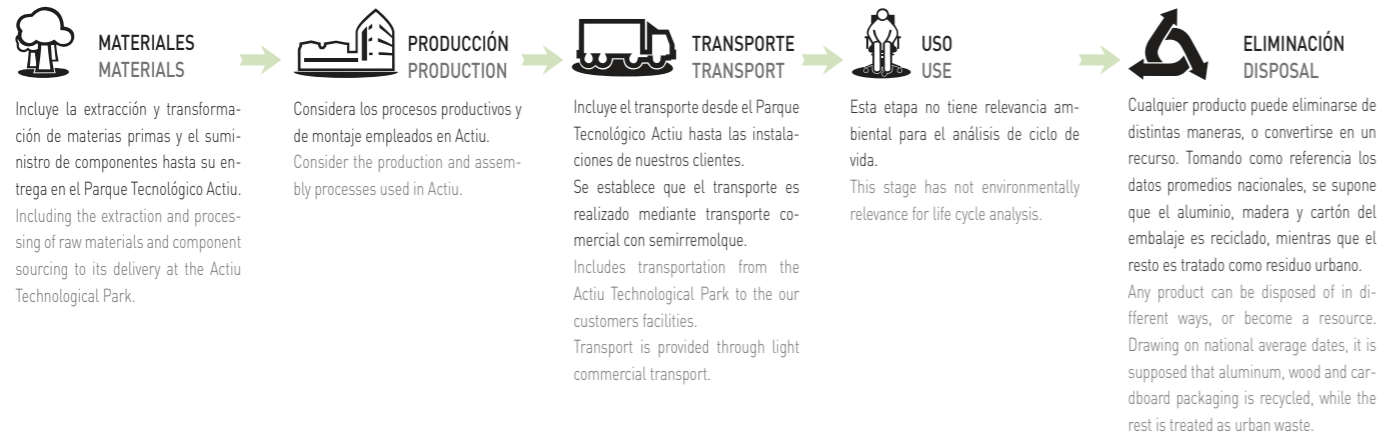 MATERIALES
MATERIALS
Incluye la extracción y transforma-
ción de materias primas y el sumi-
nistro de componentes hasta su en-
trega en el Parque Tecnológico Actiu.
Including the extraction and proces-
sing of raw materials and component
sourcing to its delivery at the Actiu
Technological Park.
PRODUCCIÓN
PRODUCTION
Considera los procesos productivos y
de montaje empleados en Actiu.
Consider the production and assem-
bly processes used in Actiu.
TRANSPORTE
TRANSPORT
Incluye el transporte desde el Parque
Tecnológico Actiu hasta las instala-
ciones de nuestros clientes.
Se establece que el transporte es
realizado mediante transporte co-
mercial con semirremolque.
Includes transportation from the
Actiu Technological Park to the our
customers facilities.
Transport is provided through light
commercial transport.
USO
USE
Esta etapa no tiene relevancia am-
biental para el análisis de ciclo de
vida.
This stage has not environmentally
relevance for life cycle analysis.
ELIMINACIÓN
DISPOSAL
Cualquier producto puede eliminarse de
distintas maneras, o convertirse en un
recurso. Tomando como referencia los
datos promedios nacionales, se supone
que el aluminio, madera y cartón del
embalaje es reciclado, mientras que el
resto es tratado como residuo urbano.
Any product can be disposed of in di-
fferent ways, or become a resource.
Drawing on national average dates, it is
supposed that aluminum, wood and car-
dboard packaging is recycled, while the
rest is treated as urban waste.